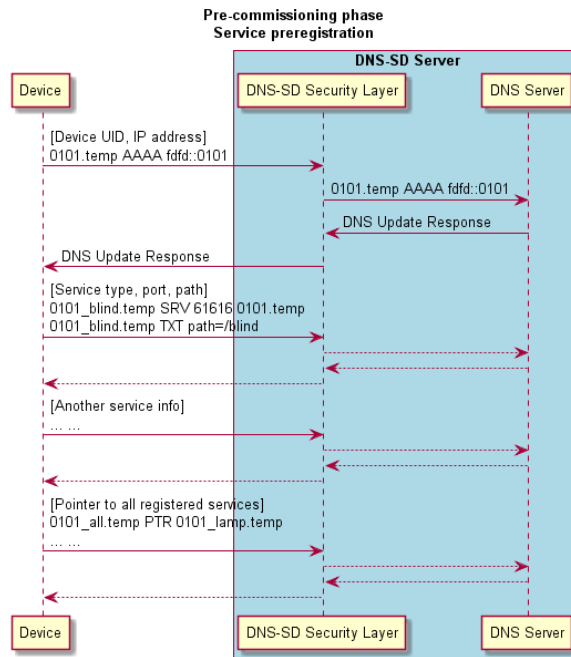 Pre-commissioning phase
Service preregistration
DNS-SD Server
Device
DNS-SD Security Layer
DNS Server
[Device UID, IP address]
0101.temp AAAA fdfd::0101
0101.temp AAAA fdfd::0101
DNS Update Response
DNS Update Response
[Service type, port, path]
0101_blind.temp SRV 61616 0101.temp
0101_blind.temp TXT path=/blind
[Another service info]
... ...
[Pointer to all registered services]
0101_all.temp PTR 0101_lamp.temp
... ...
Device
DNS-SD Security Layer
DNS Server